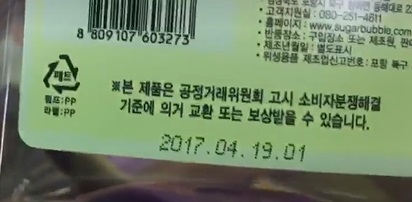 고객지원실 : 080-251-4611
홈페이지 : www.sugarbubble.com
반품장소 : 구입장소 또는 제조원, 판
제조년월일 : 별도표시
위생용품 제조업신고번호 : 포항 북구
8 809107 603273
페트
펌프:PP
라벨:PP
※본 제품은 공정거래위원회 고시 소비자분쟁해결
기준에 의거 교환 또는 보상받을 수 있습니다.
2017.04.19.01